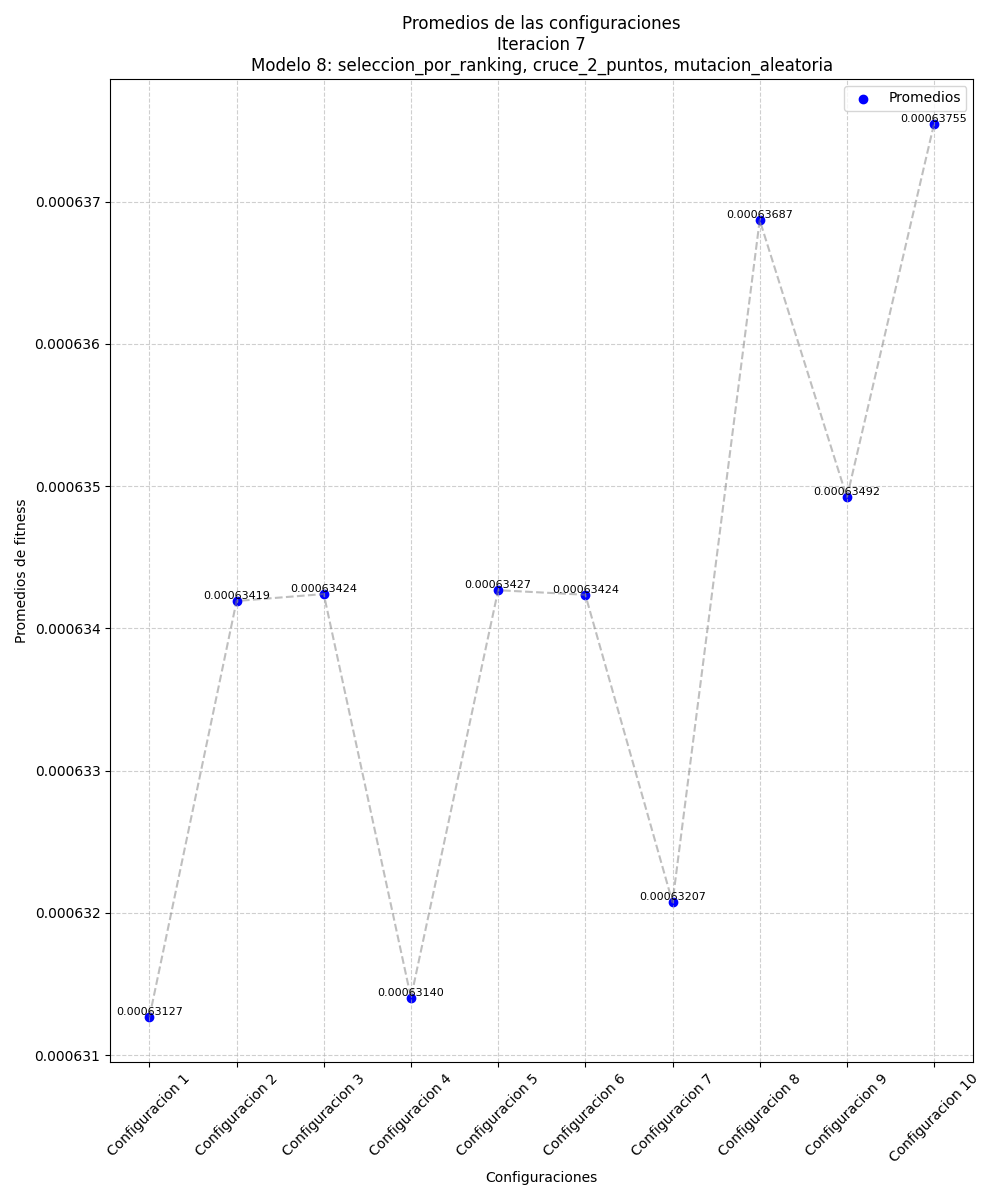 Promedios de las configuraciones
Iteracion 7
Modelo 8: seleccion_por_ranking, cruce_2_puntos, mutacion_aleatoria
Promedios
0.00063755
0.000637
0.00063687
0.000636
0.000635
0.00063492
Promedios de fitness
0.00063419
0.00063424
0.00063427
0.00063424
0.000634
0.000633
0.00063207
0.000632
0.00063140
0.00063127
0.000631
Configuracion 1
Configuracion 2
Configuracion 3
Configuracion 4
Configuracion 5
Configuracion 6
Configuracion 7
Configuracion 8
Configuracion 9
Configuracion 10
Configuraciones